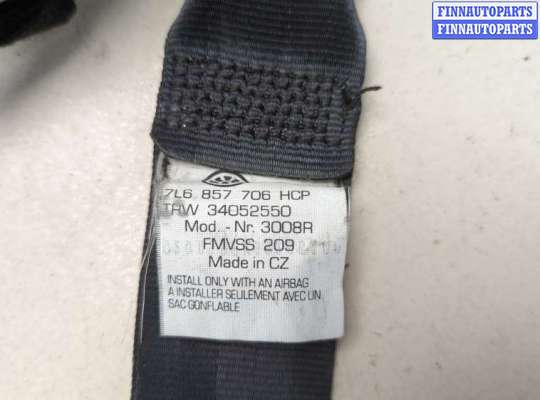 FINNAUTOPARTS
FINNAUTOPARTS
7L6 857 706 HCP
TRW 34052550
Mod. - Nr. 3008R
FMVSS 209
Made in CZ
INSTALL ONLY WITH AN AIRBAG
A INSTALLER SEULEMENT AVEC UN
SAC GONFLABLE